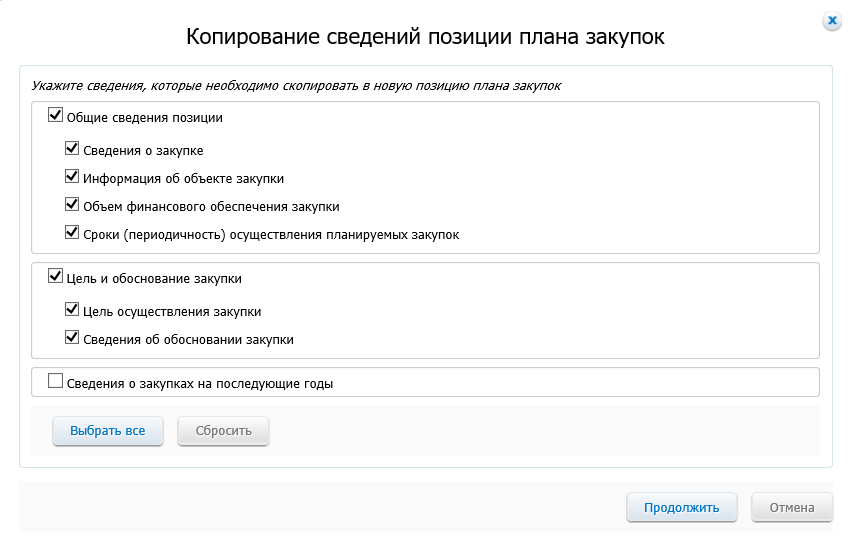 Копирование сведений позиции плана закупок
Укажите сведения, которые необходимо скопировать в новую позицию плана закупок
Общие сведения позиции
Сведения о закупке
Информация об объекте закупки
Объем финансового обеспечения закупки
Сроки (периодичность) осуществления планируемых закупок
Цель и обоснование закупки
Цель осуществления закупки
Сведения об обосновании закупки
Сведения о закупках на последующие годы
Выбрать все Сбросить
Продолжить Отмена